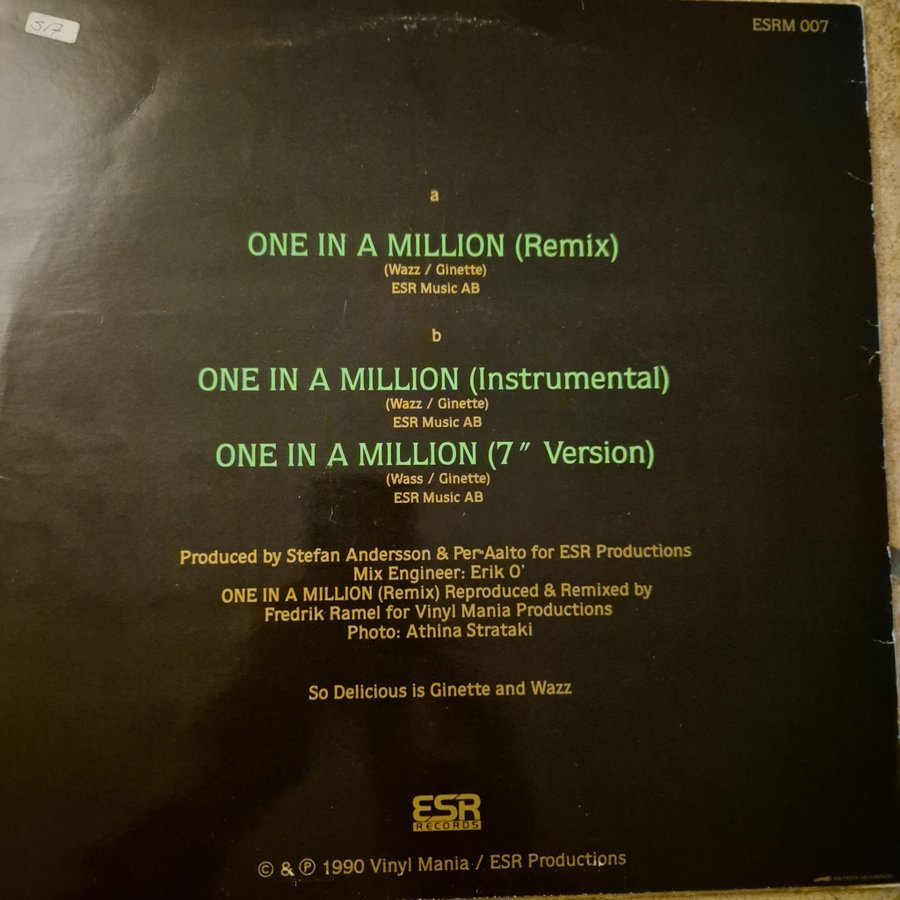 517
ESRM 007
a
ONE IN A MILLION (Remix)
(Wazz / Ginette)
ESR Music AB
b
ONE IN A MILLION (Instrumental)
(Wazz / Ginette)
ESR Music AB
ONE IN A MILLION (7" Version)
(Wass / Ginette)
ESR Music AB
Produced by Stefan Andersson & Per Aalto for ESR Productions
Mix Engineer: Erik O'
ONE IN A MILLION (Remix) Reproduced & Remixed by
Fredrik Ramel for Vinyl Mania Productions
Photo: Athina Strataki
So Delicious is Ginette and Wazz
ESR
RECORDS
© & ℗ 1990 Vinyl Mania / ESR Productions